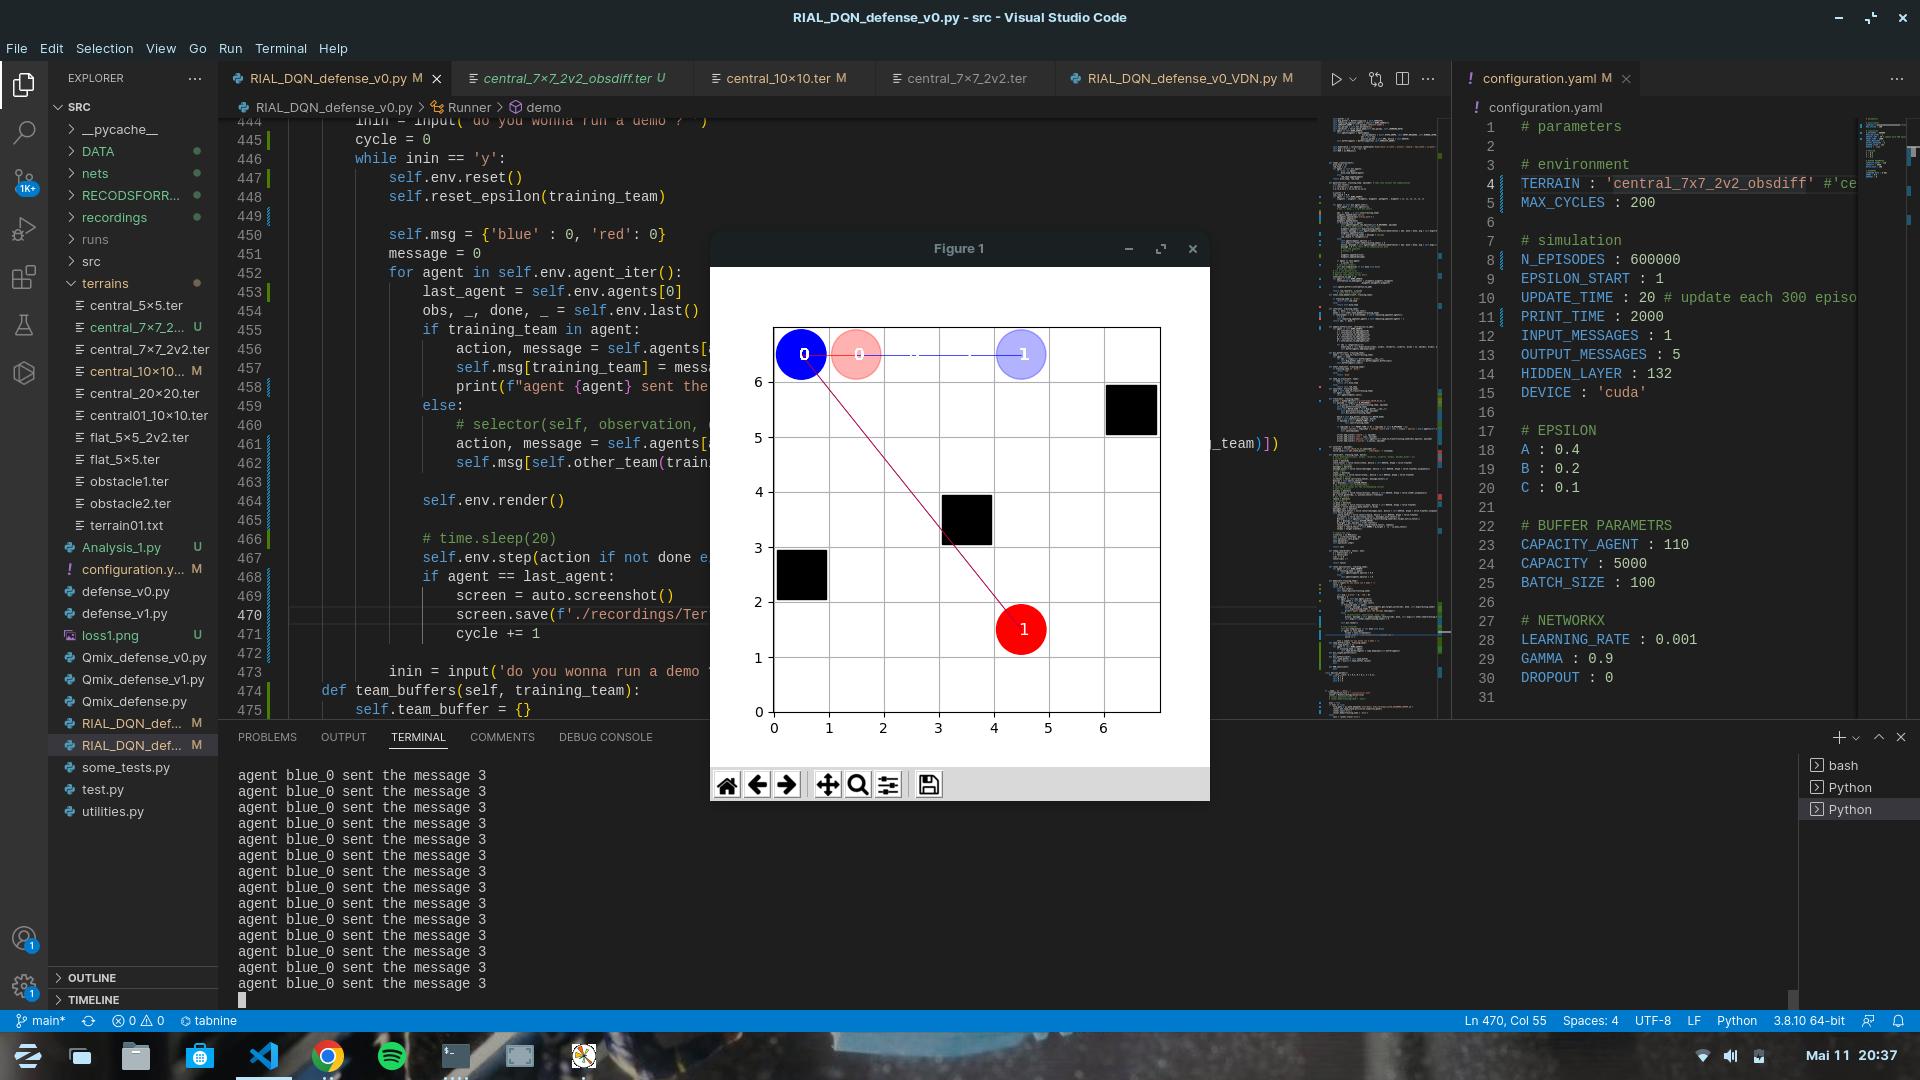 RIAL_DQN_defense_v0.py - src - Visual Studio Code
File Edit Selection View Go Run Terminal Help
EXPLORER
SRC
__pycache__
DATA
nets
RECODSFORR...
recordings
runs
src
terrains
central_5×5.ter
central_7×7_2... U
central_7×7_2v2.ter
central_10×10... M
central_20×20.ter
central01_10×10.ter
flat_5×5_2v2.ter
flat_5×5.ter
obstacle1.ter
obstacle2.ter
terrain01.txt
Analysis_1.py U
! configuration.y... M
defense_v0.py
defense_v1.py
loss1.png U
Qmix_defense_v0.py
Qmix_defense_v1.py
Qmix_defense.py
RIAL_DQN_def... M
RIAL_DQN_def... M
some_tests.py
test.py
utilities.py
OUTLINE
TIMELINE
1K+
1
1
RIAL_DQN_defense_v0.py M
central_7×7_2v2_obsdiff.ter U
central_10×10.ter M
central_7×7_2v2.ter
RIAL_DQN_defense_v0_VDN.py M
RIAL_DQN_defense_v0.py > Runner > demo
444 inin = input('do you wonna run a demo ? ')
445 cycle = 0
446 while inin == 'y':
447 self.env.reset()
448 self.reset_epsilon(training_team)
449
450 self.msg = {'blue' : 0, 'red': 0}
451 message = 0
452 for agent in self.env.agent_iter():
453 last_agent = self.env.agents[0]
454 obs, _, done, _ = self.env.last()
455 if training_team in agent:
456 action, message = self.agents[
457 self.msg[training_team] = mess
458 print(f"agent {agent} sent the
459 else:
460 # selector(self, observation,
461 action, message = self.agents[ _team)])
462 self.msg[self.other_team(train
463
464 self.env.render()
465
466 # time.sleep(20)
467 self.env.step(action if not done e
468 if agent == last_agent:
469 screen = auto.screenshot()
470 screen.save(f'./recordings/Ter
471 cycle += 1
472
473 inin = input('do you wonna run a demo
474 def team_buffers(self, training_team):
475 self.team_buffer = {}
Figure 1
0 0 1
1
6
5
4
3
2
1
0
0 1 2 3 4 5 6
! configuration.yaml M
! configuration.yaml
1 # parameters
2
3 # environment
4 TERRAIN : 'central_7x7_2v2_obsdiff' #'ce
5 MAX_CYCLES : 200
6
7 # simulation
8 N_EPISODES : 600000
9 EPSILON_START : 1
10 UPDATE_TIME : 20 # update each 300 episo
11 PRINT_TIME : 2000
12 INPUT_MESSAGES : 1
13 OUTPUT_MESSAGES : 5
14 HIDDEN_LAYER : 132
15 DEVICE : 'cuda'
16
17 # EPSILON
18 A : 0.4
19 B : 0.2
20 C : 0.1
21
22 # BUFFER PARAMETRS
23 CAPACITY_AGENT : 110
24 CAPACITY : 5000
25 BATCH_SIZE : 100
26
27 # NETWORKX
28 LEARNING_RATE : 0.001
29 GAMMA : 0.9
30 DROPOUT : 0
31
PROBLEMS OUTPUT TERMINAL COMMENTS DEBUG CONSOLE
agent blue_0 sent the message 3
agent blue_0 sent the message 3
agent blue_0 sent the message 3
agent blue_0 sent the message 3
agent blue_0 sent the message 3
agent blue_0 sent the message 3
agent blue_0 sent the message 3
agent blue_0 sent the message 3
agent blue_0 sent the message 3
agent blue_0 sent the message 3
agent blue_0 sent the message 3
agent blue_0 sent the message 3
agent blue_0 sent the message 3
agent blue_0 sent the message 3
bash
Python
Python
main* 0 0 tabnine
Ln 470, Col 55 Spaces: 4 UTF-8 LF Python 3.8.10 64-bit
Mai 11 20:37